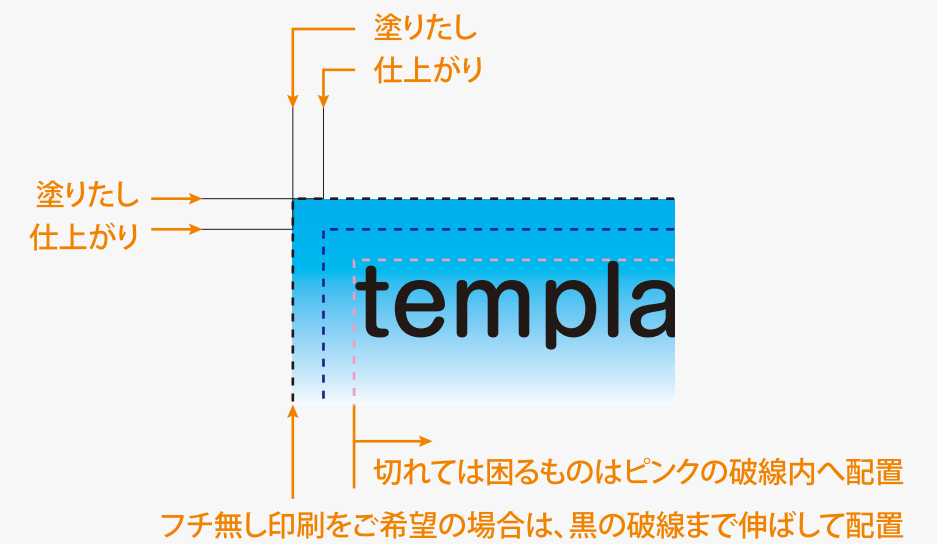 塗りたし
仕上がり
塗りたし
仕上がり
templa
切れては困るものはピンクの破線内へ配置
フチ無し印刷をご希望の場合は、黒の破線まで伸ばして配置